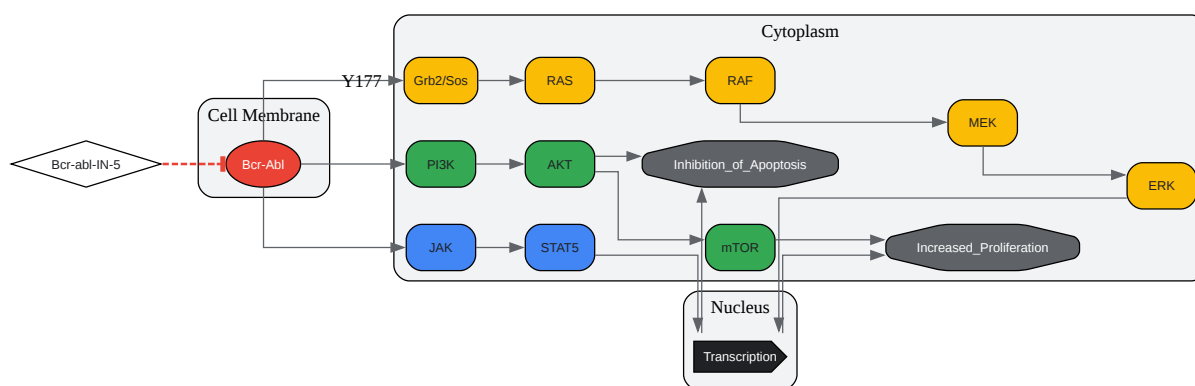 Cytoplasm
Y177
Grb2/Sos
RAS
RAF
Cell Membrane
MEK
Bcr-abl-IN-5
Bcr-Abl
PI3K
AKT
Inhibition_of_Apoptosis
ERK
JAK
STAT5
mTOR
Increased_Proliferation
Nucleus
Transcription